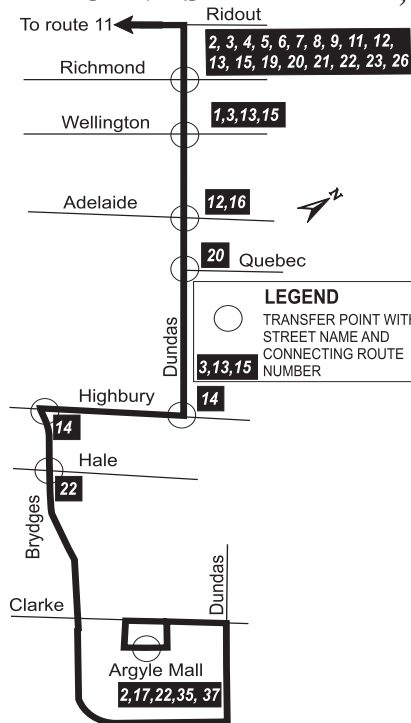 Ridout
To route 11
2, 3, 4, 5, 6, 7, 8, 9, 11, 12,
13, 15, 19, 20, 21, 22, 23, 26
Richmond
1,3,13,15
Wellington
Adelaide
12,16
N
20
Quebec
LEGEND
TRANSFER POINT WITH
STREET NAME AND
CONNECTING ROUTE
NUMBER
3,13,15
Dundas
Highbury
14
14
Hale
22
Brydges
Clarke
Dundas
Argyle Mall
2,17,22,35, 37